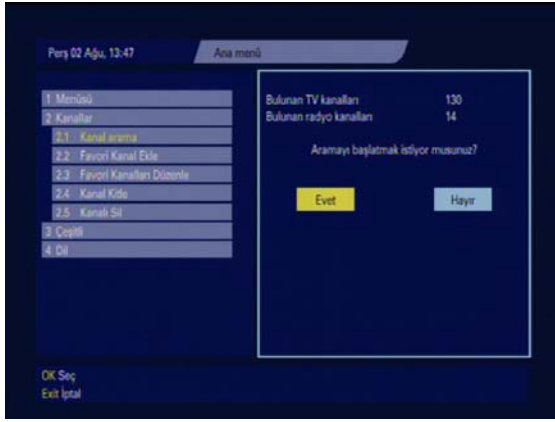 Perş 02 Ağu, 13:47
Ana menü
1 Menüsü
2 Kanallar
2.1 Kanal arama
2.2 Favori Kanal Ekle
2.3 Favori Kanalları Düzenle
2.4 Kanal Kitle
2.5 Kanalı Sil
3 Çeşitli
4 Dil
Bulunan TV kanalları 130
Bulunan radyo kanalları 14
Aramayı başlatmak istiyor musunuz?
Evet Hayır
OK Seç
Exit İptal